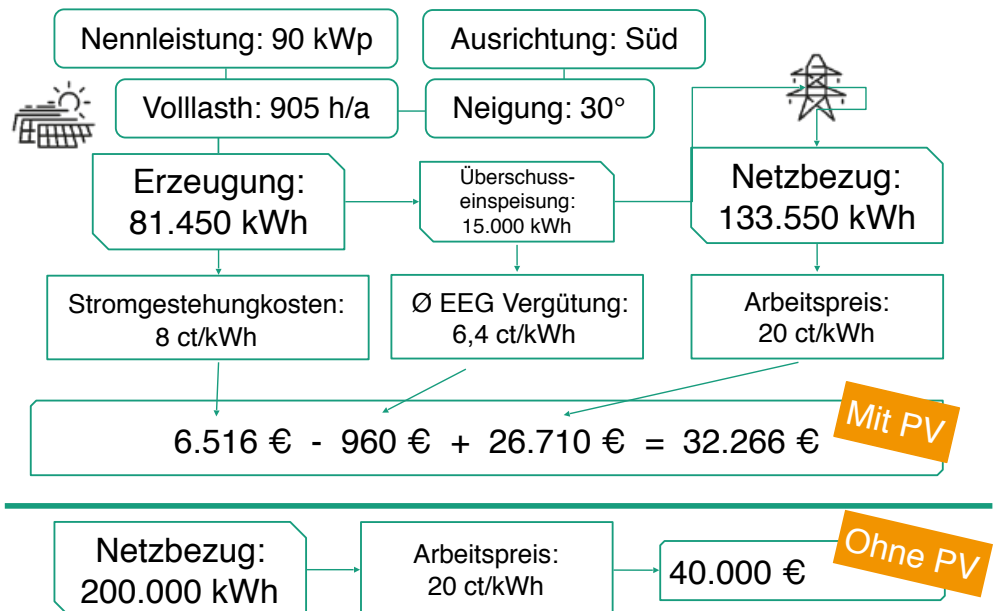 Nennleistung: 90 kWp
Ausrichtung: Süd
Volllasth: 905 h/a
Neigung: 30°
Erzeugung:
81.450 kWh
Überschuss-
einspeisung:
15.000 kWh
Netzbezug:
133.550 kWh
Stromgestehungkosten:
8 ct/kWh
Ø EEG Vergütung:
6,4 ct/kWh
Arbeitspreis:
20 ct/kWh
Mit PV
6.516 € - 960 € + 26.710 € = 32.266 €
Ohne PV
Netzbezug:
200.000 kWh
Arbeitspreis:
20 ct/kWh
40.000 €